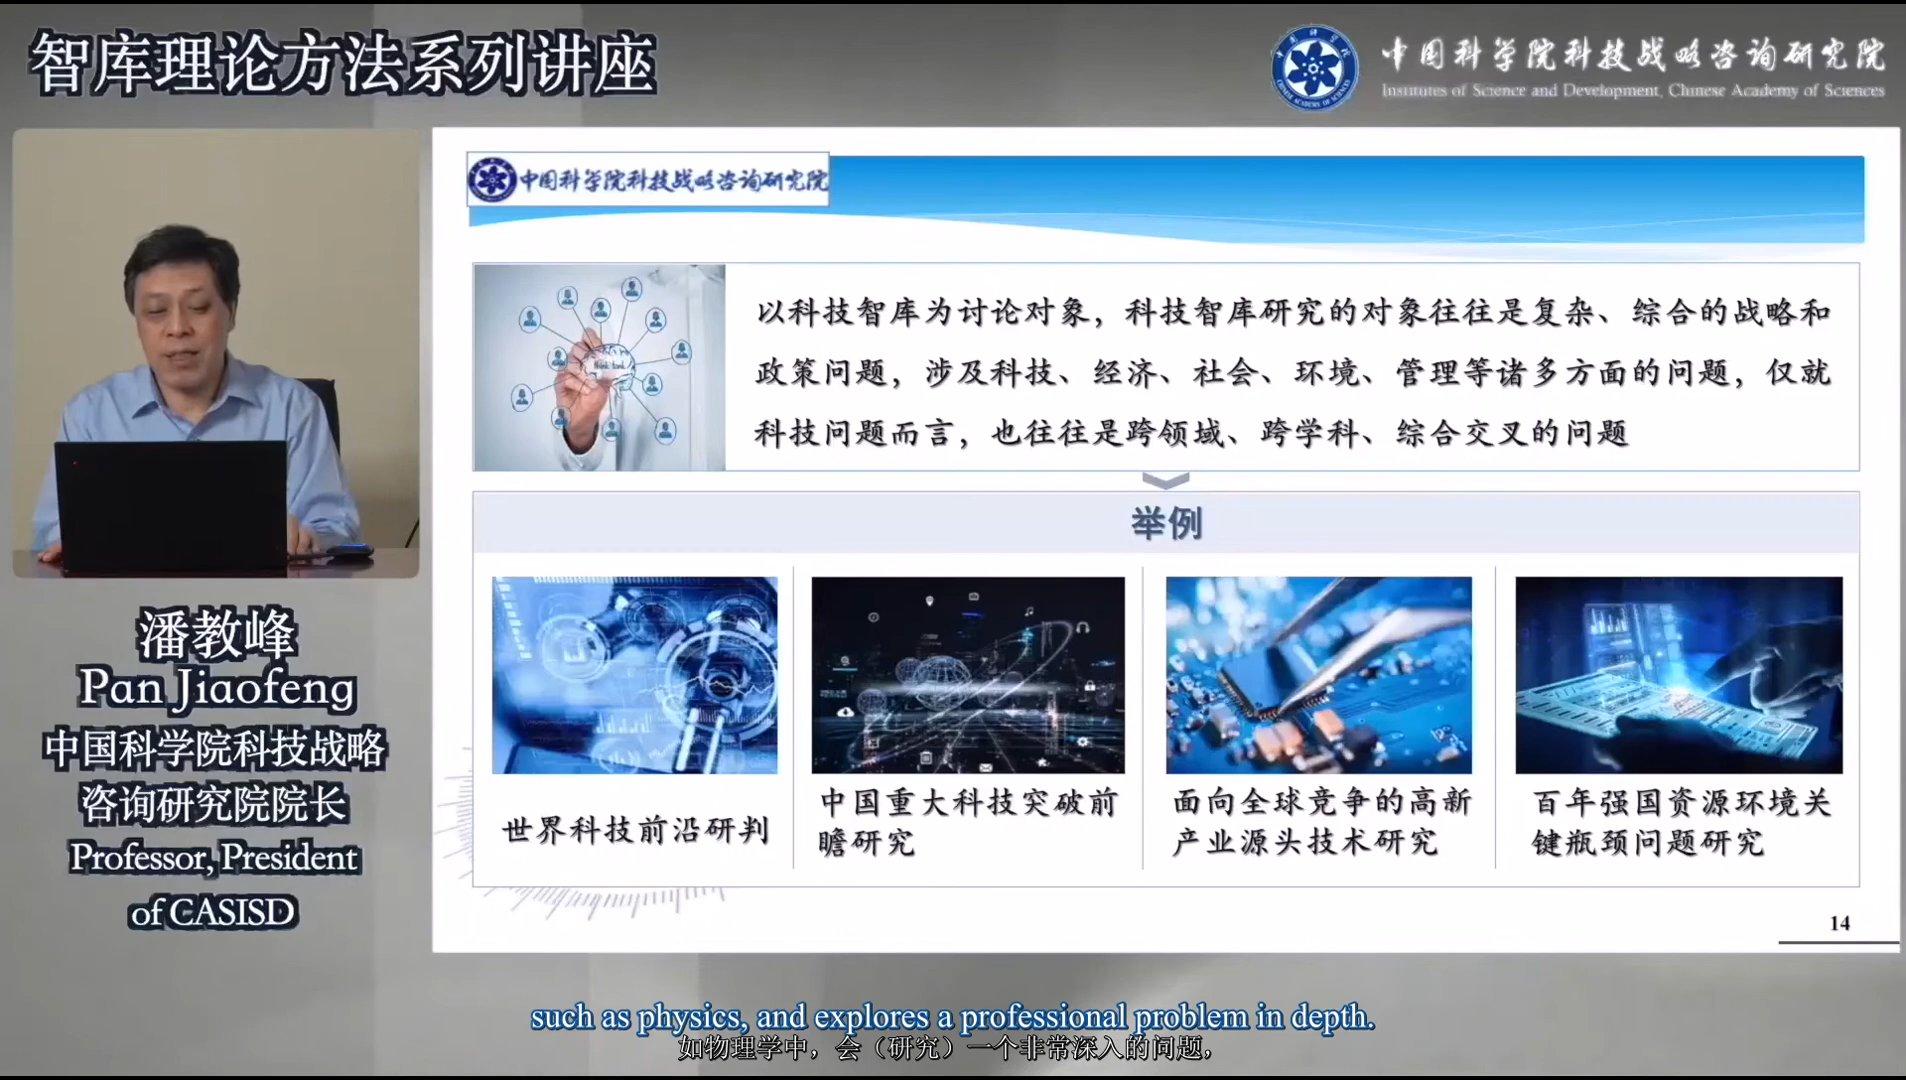 智库理论方法系列讲座
中国科学院科技战略咨询研究院
Institutes of Science and Development, Chinese Academy of Sciences
中国科学院科技战略咨询研究院
以科技智库为讨论对象，科技智库研究的对象往往是复杂、综合的战略和
政策问题，涉及科技、经济、社会、环境、管理等诸多方面的问题，仅就
科技问题而言，也往往是跨领域、跨学科、综合交叉的问题
举例
世界科技前沿研判
中国重大科技突破前
瞻研究
面向全球竞争的高新
产业源头技术研究
百年强国资源环境关
键瓶颈问题研究
14
潘教峰
Pan Jiaofeng
中国科学院科技战略
咨询研究院院长
Professor, President
of CASISD
such as physics, and explores a professional problem in depth.
如物理学中，会（研究）一个非常深入的问题，